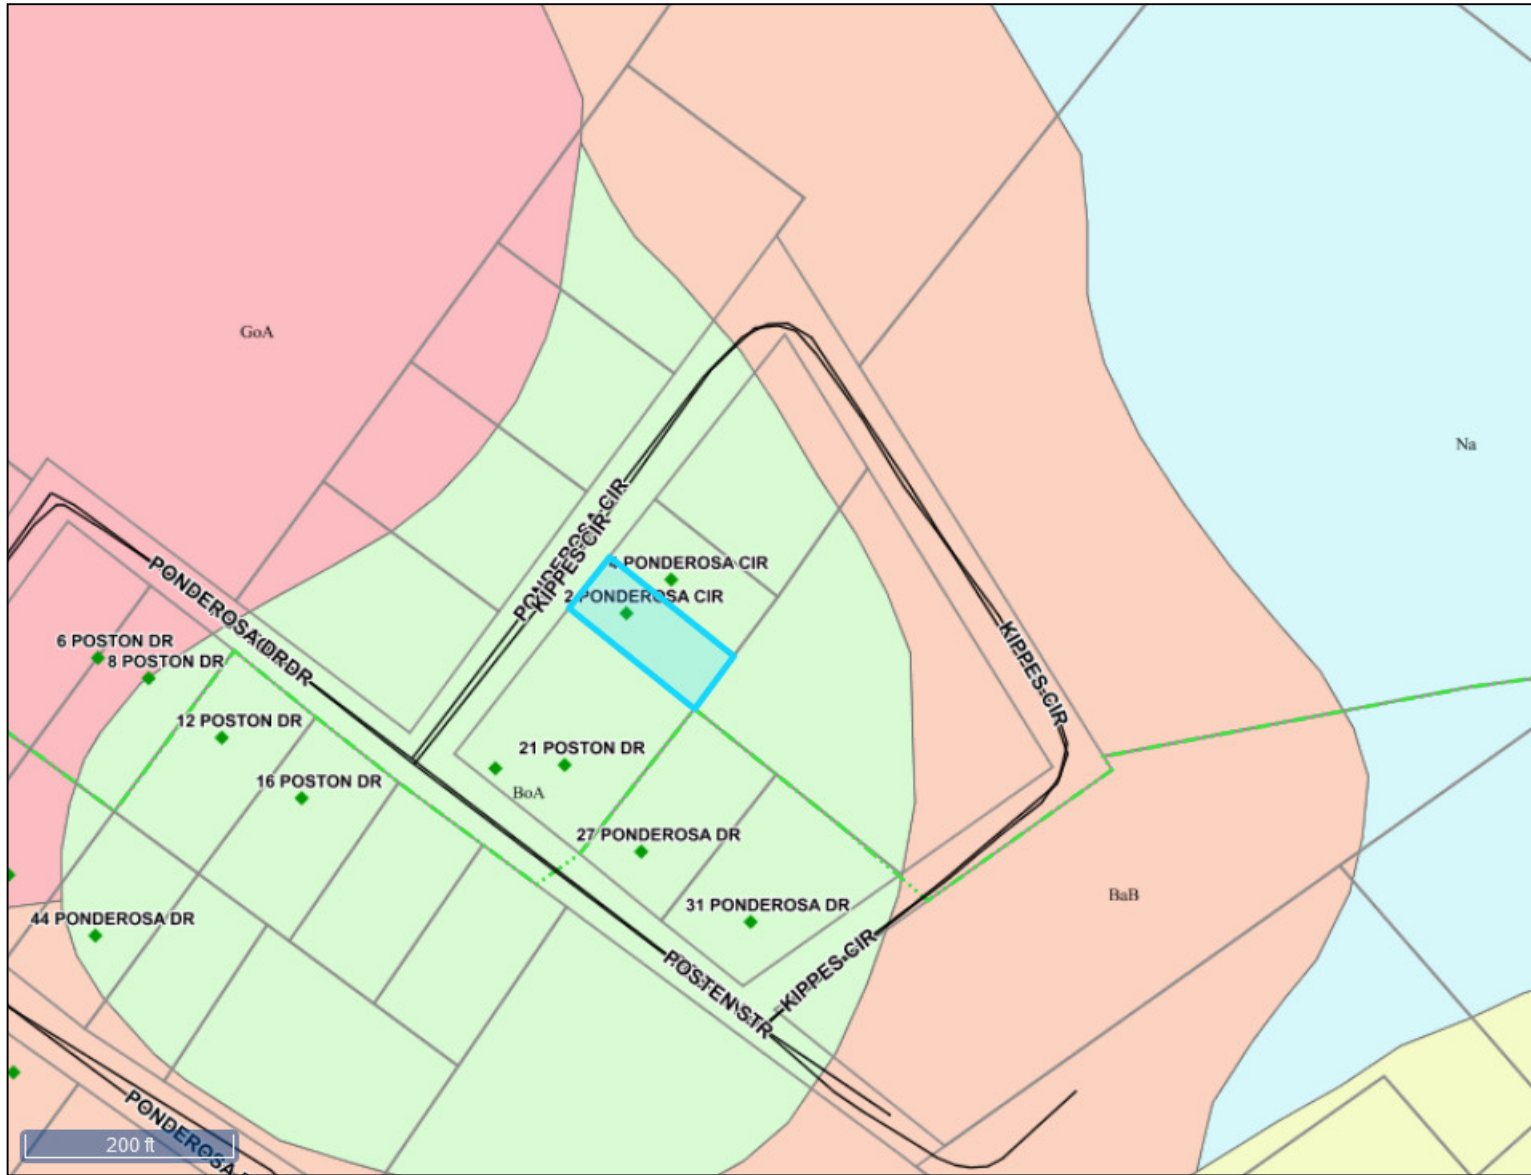 GoA
Na
PONDEROSA CIR
KIPPES CIR
PONDEROSA CIR
2 PONDEROSA CIR
PONDEROSA DR
KIPPES CIR
6 POSTON DR
8 POSTON DR
12 POSTON DR
21 POSTON DR
16 POSTON DR
BoA
27 PONDEROSA DR
BaB
31 PONDEROSA DR
44 PONDEROSA DR
KIPPES CIR
POSTEN STR
PONDEROSA
200 ft